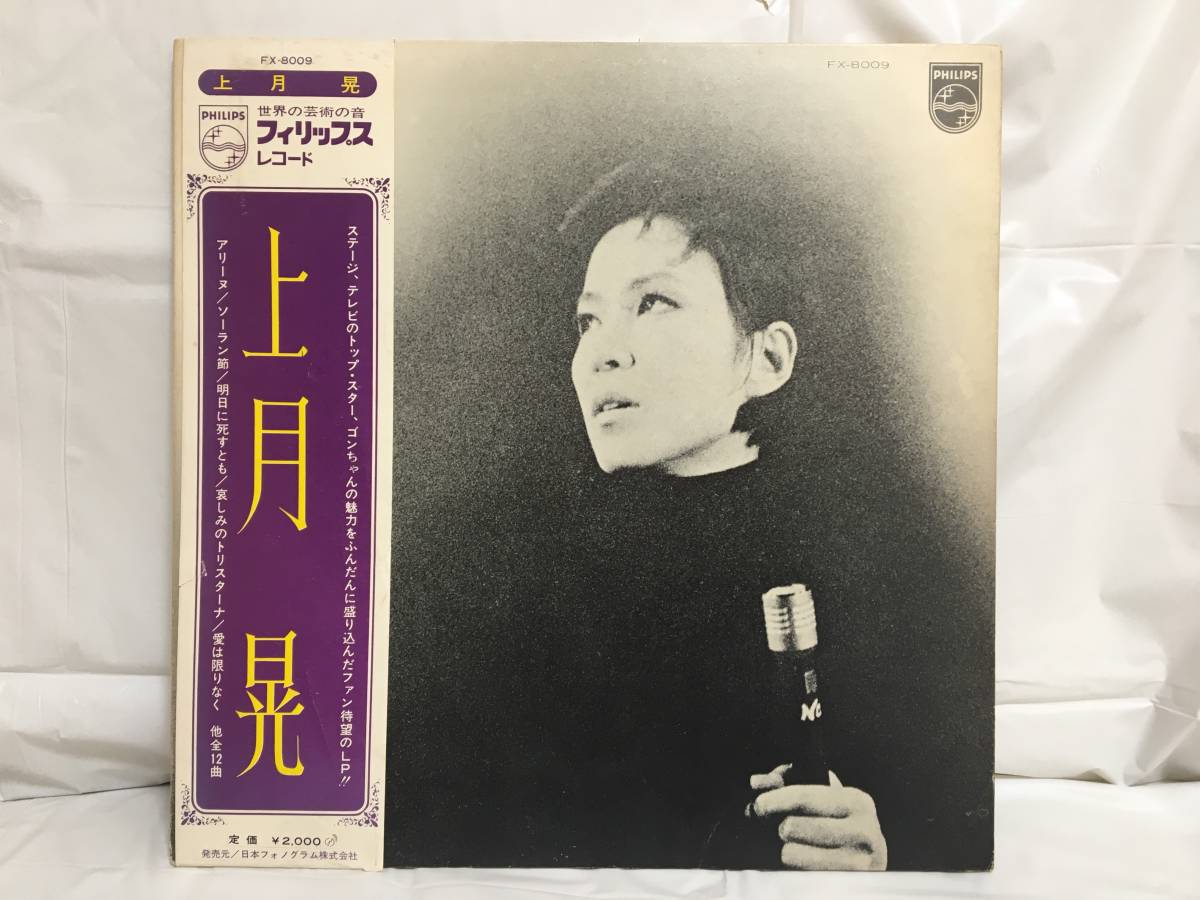 FX-8009
上月晃
PHILIPS
世界の芸術の音
フィリップス
レコード
ステージ、テレビのトップ・スター、ゴンちゃんの魅力をふんだんに盛り込んだファン待望のLP!!
上月晃
アリーヌ/ソーラン節/明日に死すとも/哀しみのトリスターナ/愛は限りなく 他全12曲
定価 ¥2,000
発売元/日本フォノグラム株式会社
FX-8009
PHILIPS